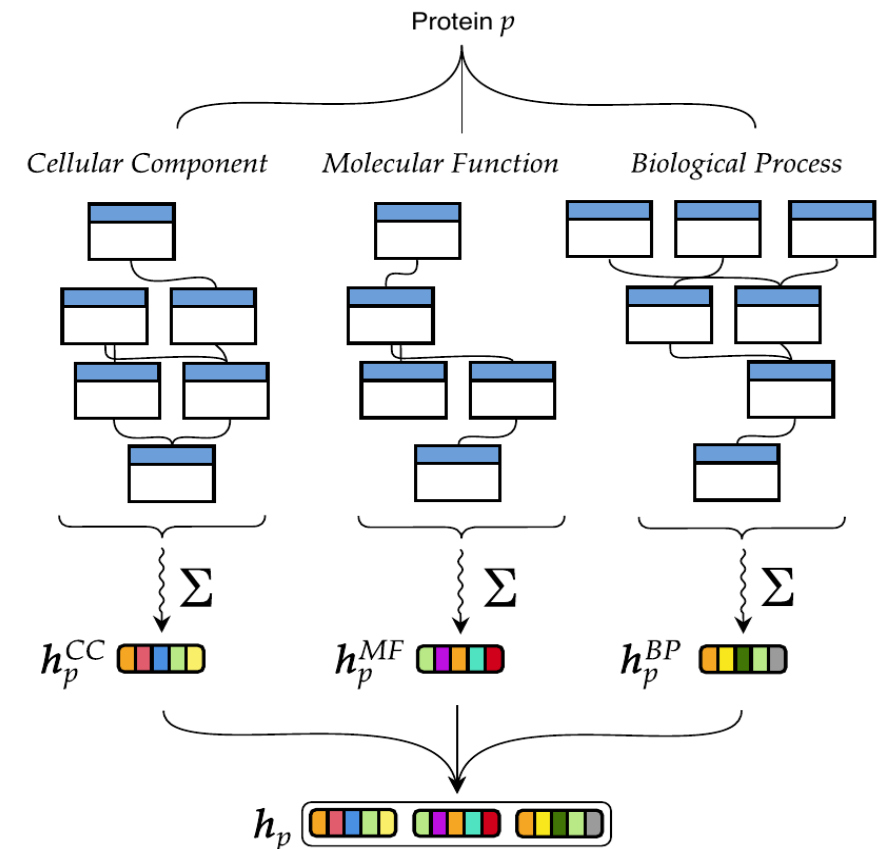 Protein p
Cellular Component Molecular Function Biological Process
Σ Σ Σ
h_p^{CC} h_p^{MF} h_p^{BP}
h_p